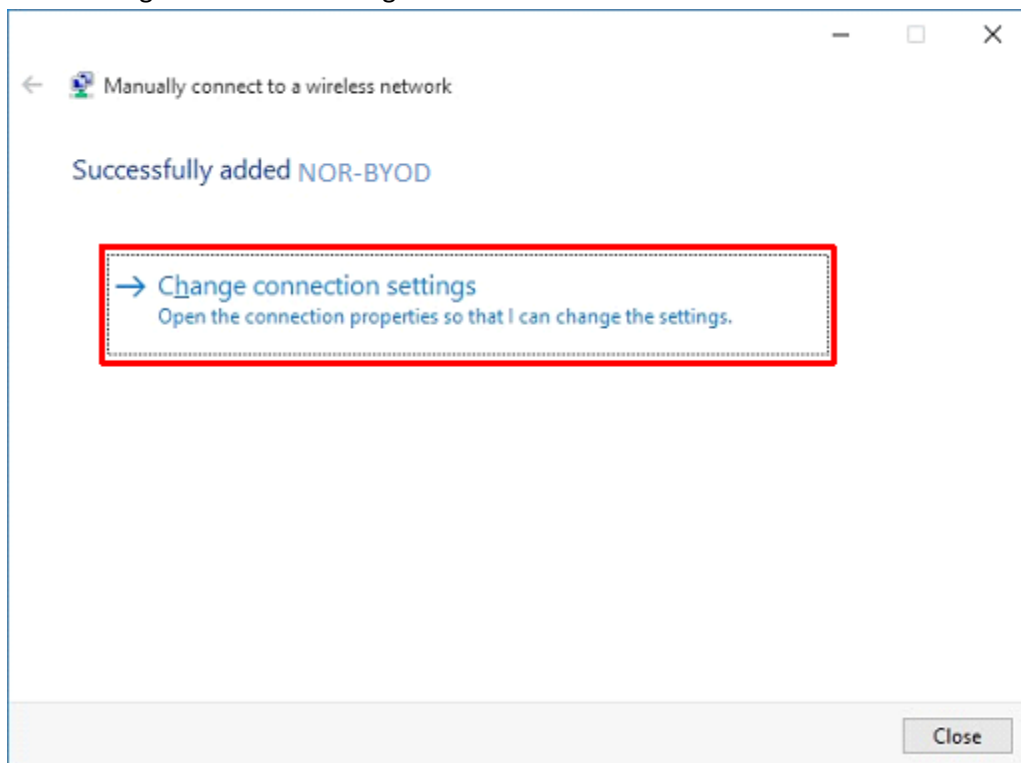 Manually connect to a wireless network
Successfully added NOR-BYOD
Change connection settings
Open the connection properties so that I can change the settings.
Close